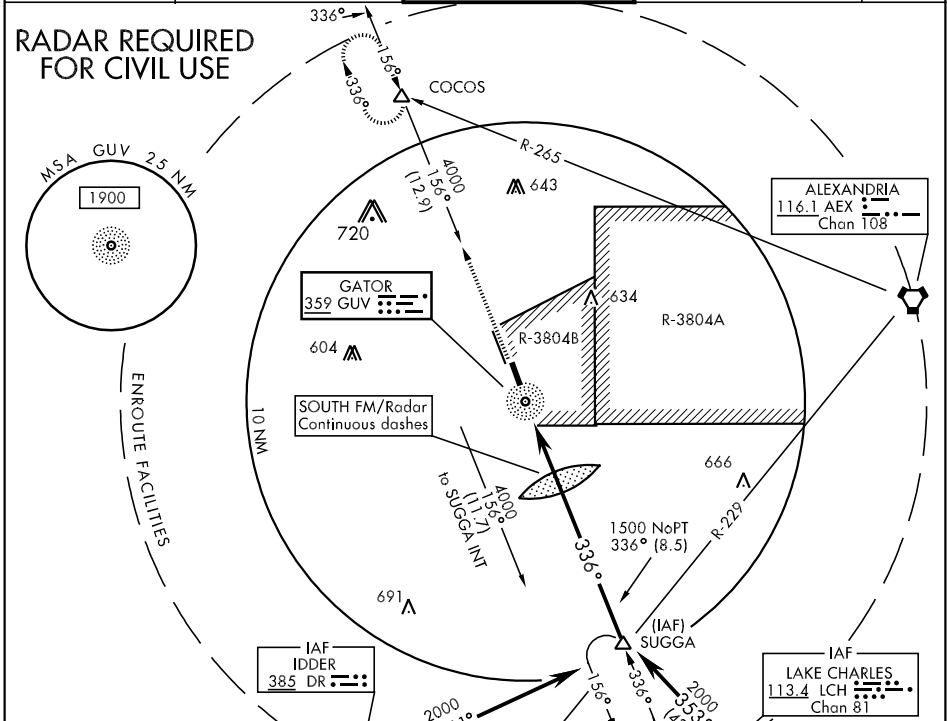 RADAR REQUIRED
FOR CIVIL USE
336°
156°
336°
COCOS
R-265
MSA GUV 25 NM
1900
4000
156°
(12.9)
643
720
ALEXANDRIA
116.1 AEX
Chan 108
GATOR
359 GUV
634
R-3804B
R-3804A
604
SOUTH FM/Radar
Continuous dashes
ENROUTE FACILITIES
10 NM
666
R-229
4000
156°
(11.7)
to SUGGA INT
1500 NoPT
336° (8.5)
336°
691
(IAF)
SUGGA
IAF
IDDER
385 DR
IAF
LAKE CHARLES
113.4 LCH
Chan 81
156°
336°
2000
353°
2000